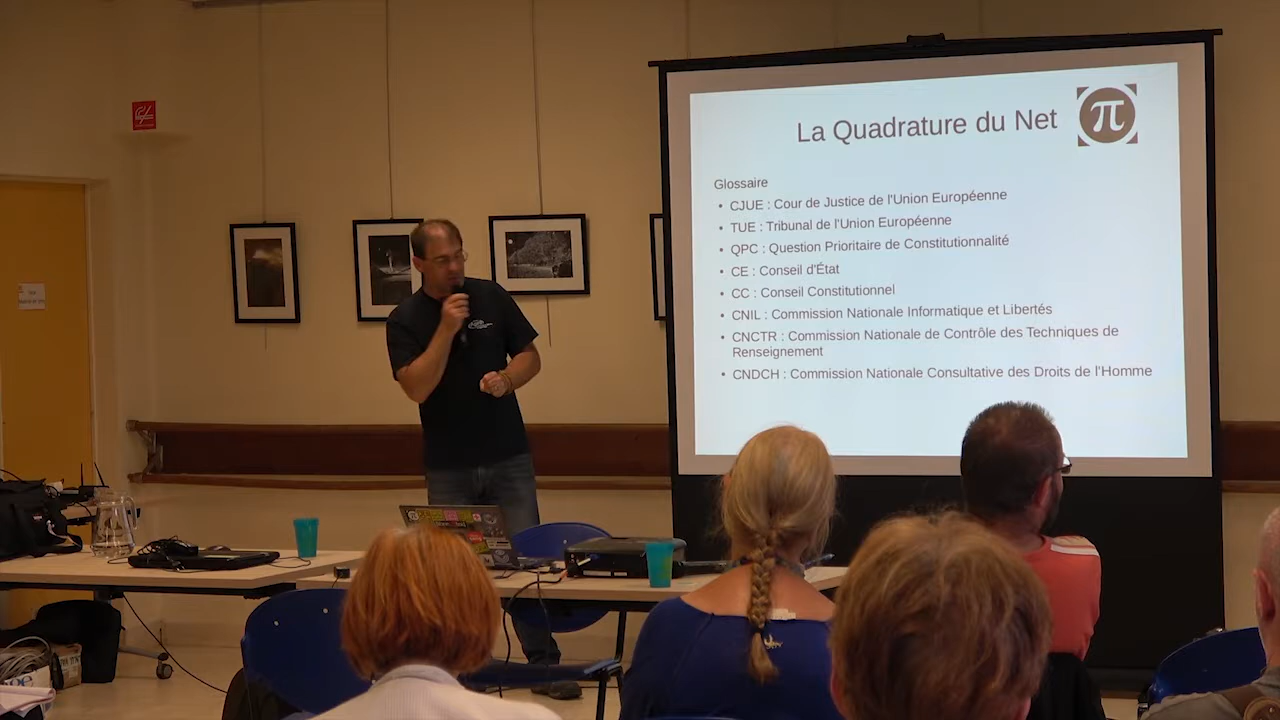 La Quadrature du Net
π
Glossaire
• CJUE : Cour de Justice de l'Union Européenne
• TUE : Tribunal de l'Union Européenne
• QPC : Question Prioritaire de Constitutionnalité
• CE : Conseil d'État
• CC : Conseil Constitutionnel
• CNIL : Commission Nationale Informatique et Libertés
• CNCTR : Commission Nationale de Contrôle des Techniques de
Renseignement
• CNDCH : Commission Nationale Consultative des Droits de l'Homme